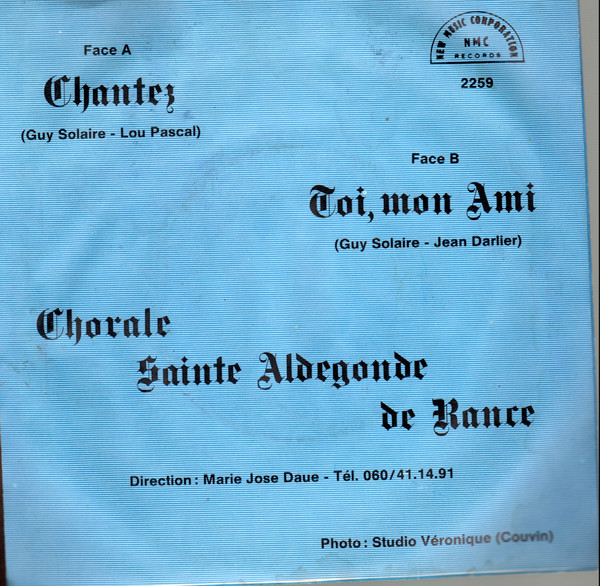 NEW MUSIC CORPORATION
NMC
RECORDS
2259
Face A
Chantez
(Guy Solaire - Lou Pascal)
Face B
Toi, mon Ami
(Guy Solaire - Jean Darlier)
Chorale
Sainte Aldegonde
de Rance
Direction : Marie Jose Daue - Tél. 060/41.14.91
Photo : Studio Véronique (Couvin)